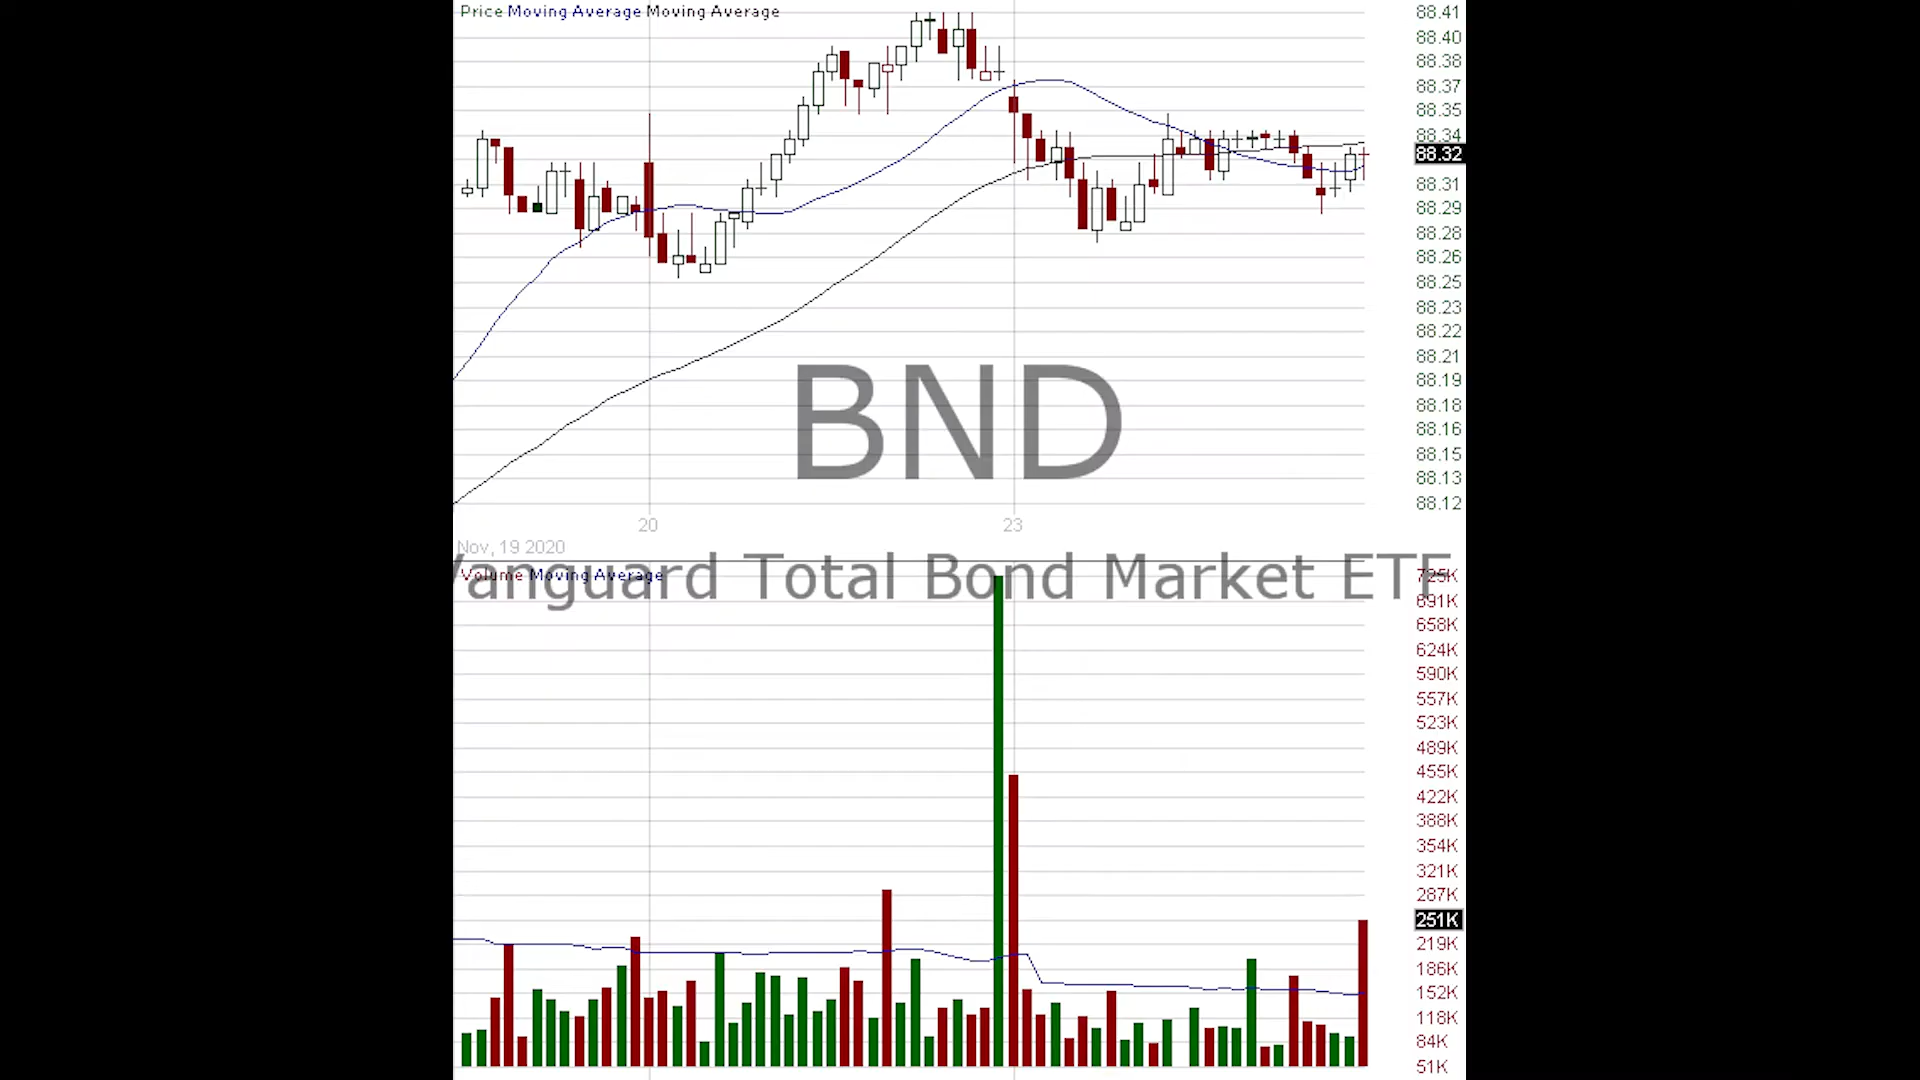 Price Moving Average Moving Average
88.41
88.40
88.38
88.37
88.35
88.34
88.32
88.31
88.29
88.28
88.26
88.25
88.23
88.22
88.21
88.19
88.18
88.16
88.15
88.13
88.12
BND
20 23
Nov, 19 2020
Vanguard Total Bond Market ETF
Volume Moving Average
725K
691K
658K
624K
590K
557K
523K
489K
455K
422K
388K
354K
321K
287K
251K
219K
186K
152K
118K
84K
51K